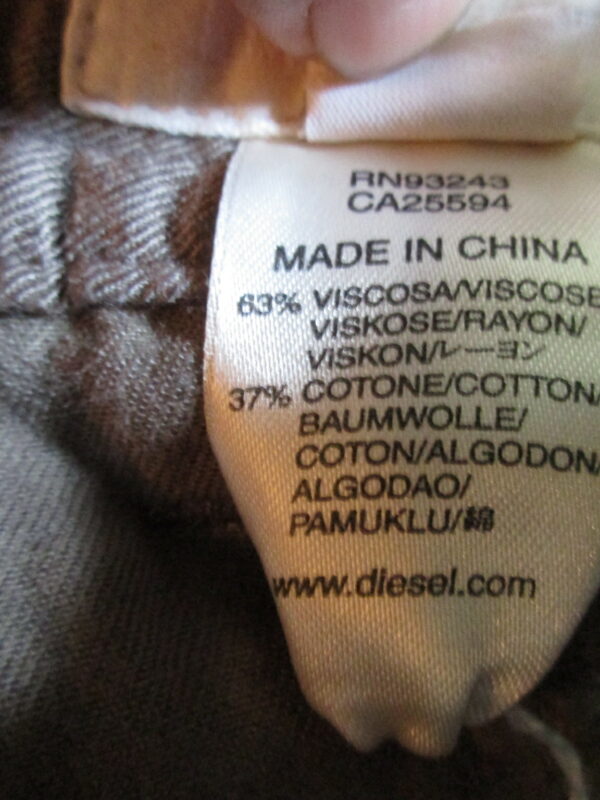 RN93243
CA25594
MADE IN CHINA
63% VISCOSA/VISCOSE
VISKOSE/RAYON/
VISKON/レーヨン
37% COTONE/COTTON/
BAUMWOLLE/
COTON/ALGODON/
ALGODAO/
PAMUKLU/綿
www.diesel.com